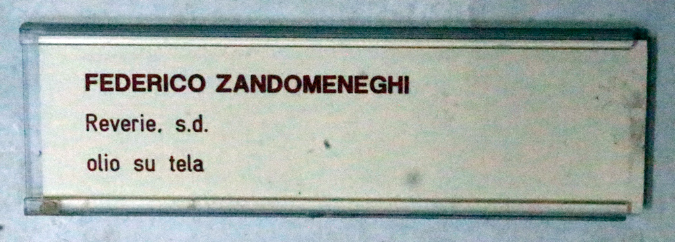 FEDERICO ZANDOMENEGHI
Reverie, s.d.
olio su tela